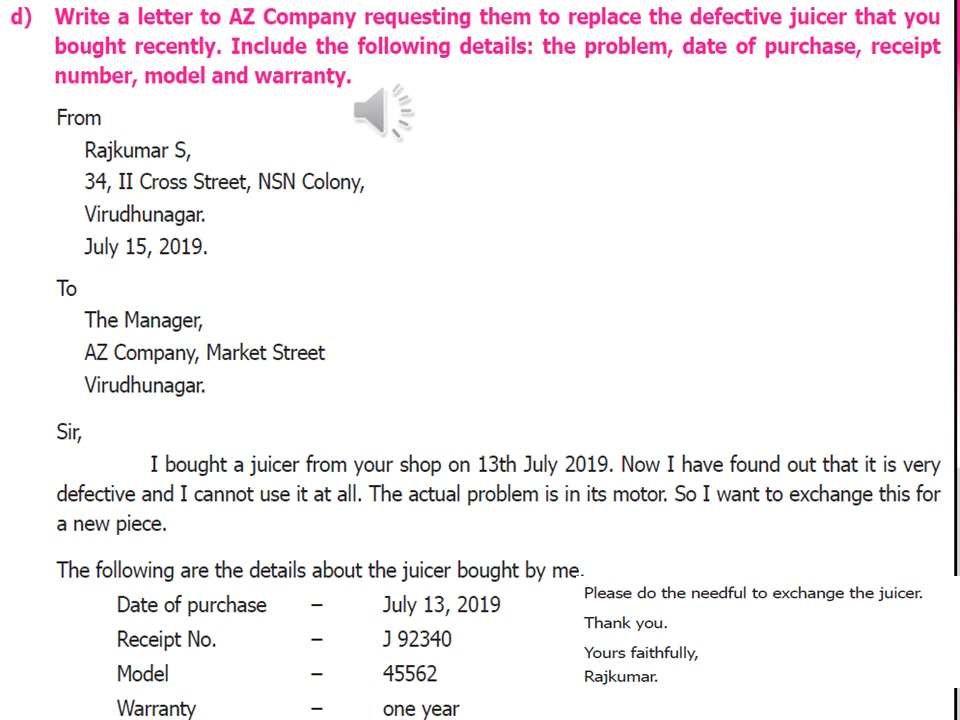 d) Write a letter to AZ Company requesting them to replace the defective juicer that you
bought recently. Include the following details: the problem, date of purchase, receipt
number, model and warranty.
From
Rajkumar S,
34, II Cross Street, NSN Colony,
Virudhunagar.
July 15, 2019.
To
The Manager,
AZ Company, Market Street
Virudhunagar.
Sir,
I bought a juicer from your shop on 13th July 2019. Now I have found out that it is very
defective and I cannot use it at all. The actual problem is in its motor. So I want to exchange this for
a new piece.
The following are the details about the juicer bought by me.
Date of purchase – July 13, 2019
Receipt No. – J 92340
Model – 45562
Warranty – one year
Please do the needful to exchange the juicer.
Thank you.
Yours faithfully,
Rajkumar.